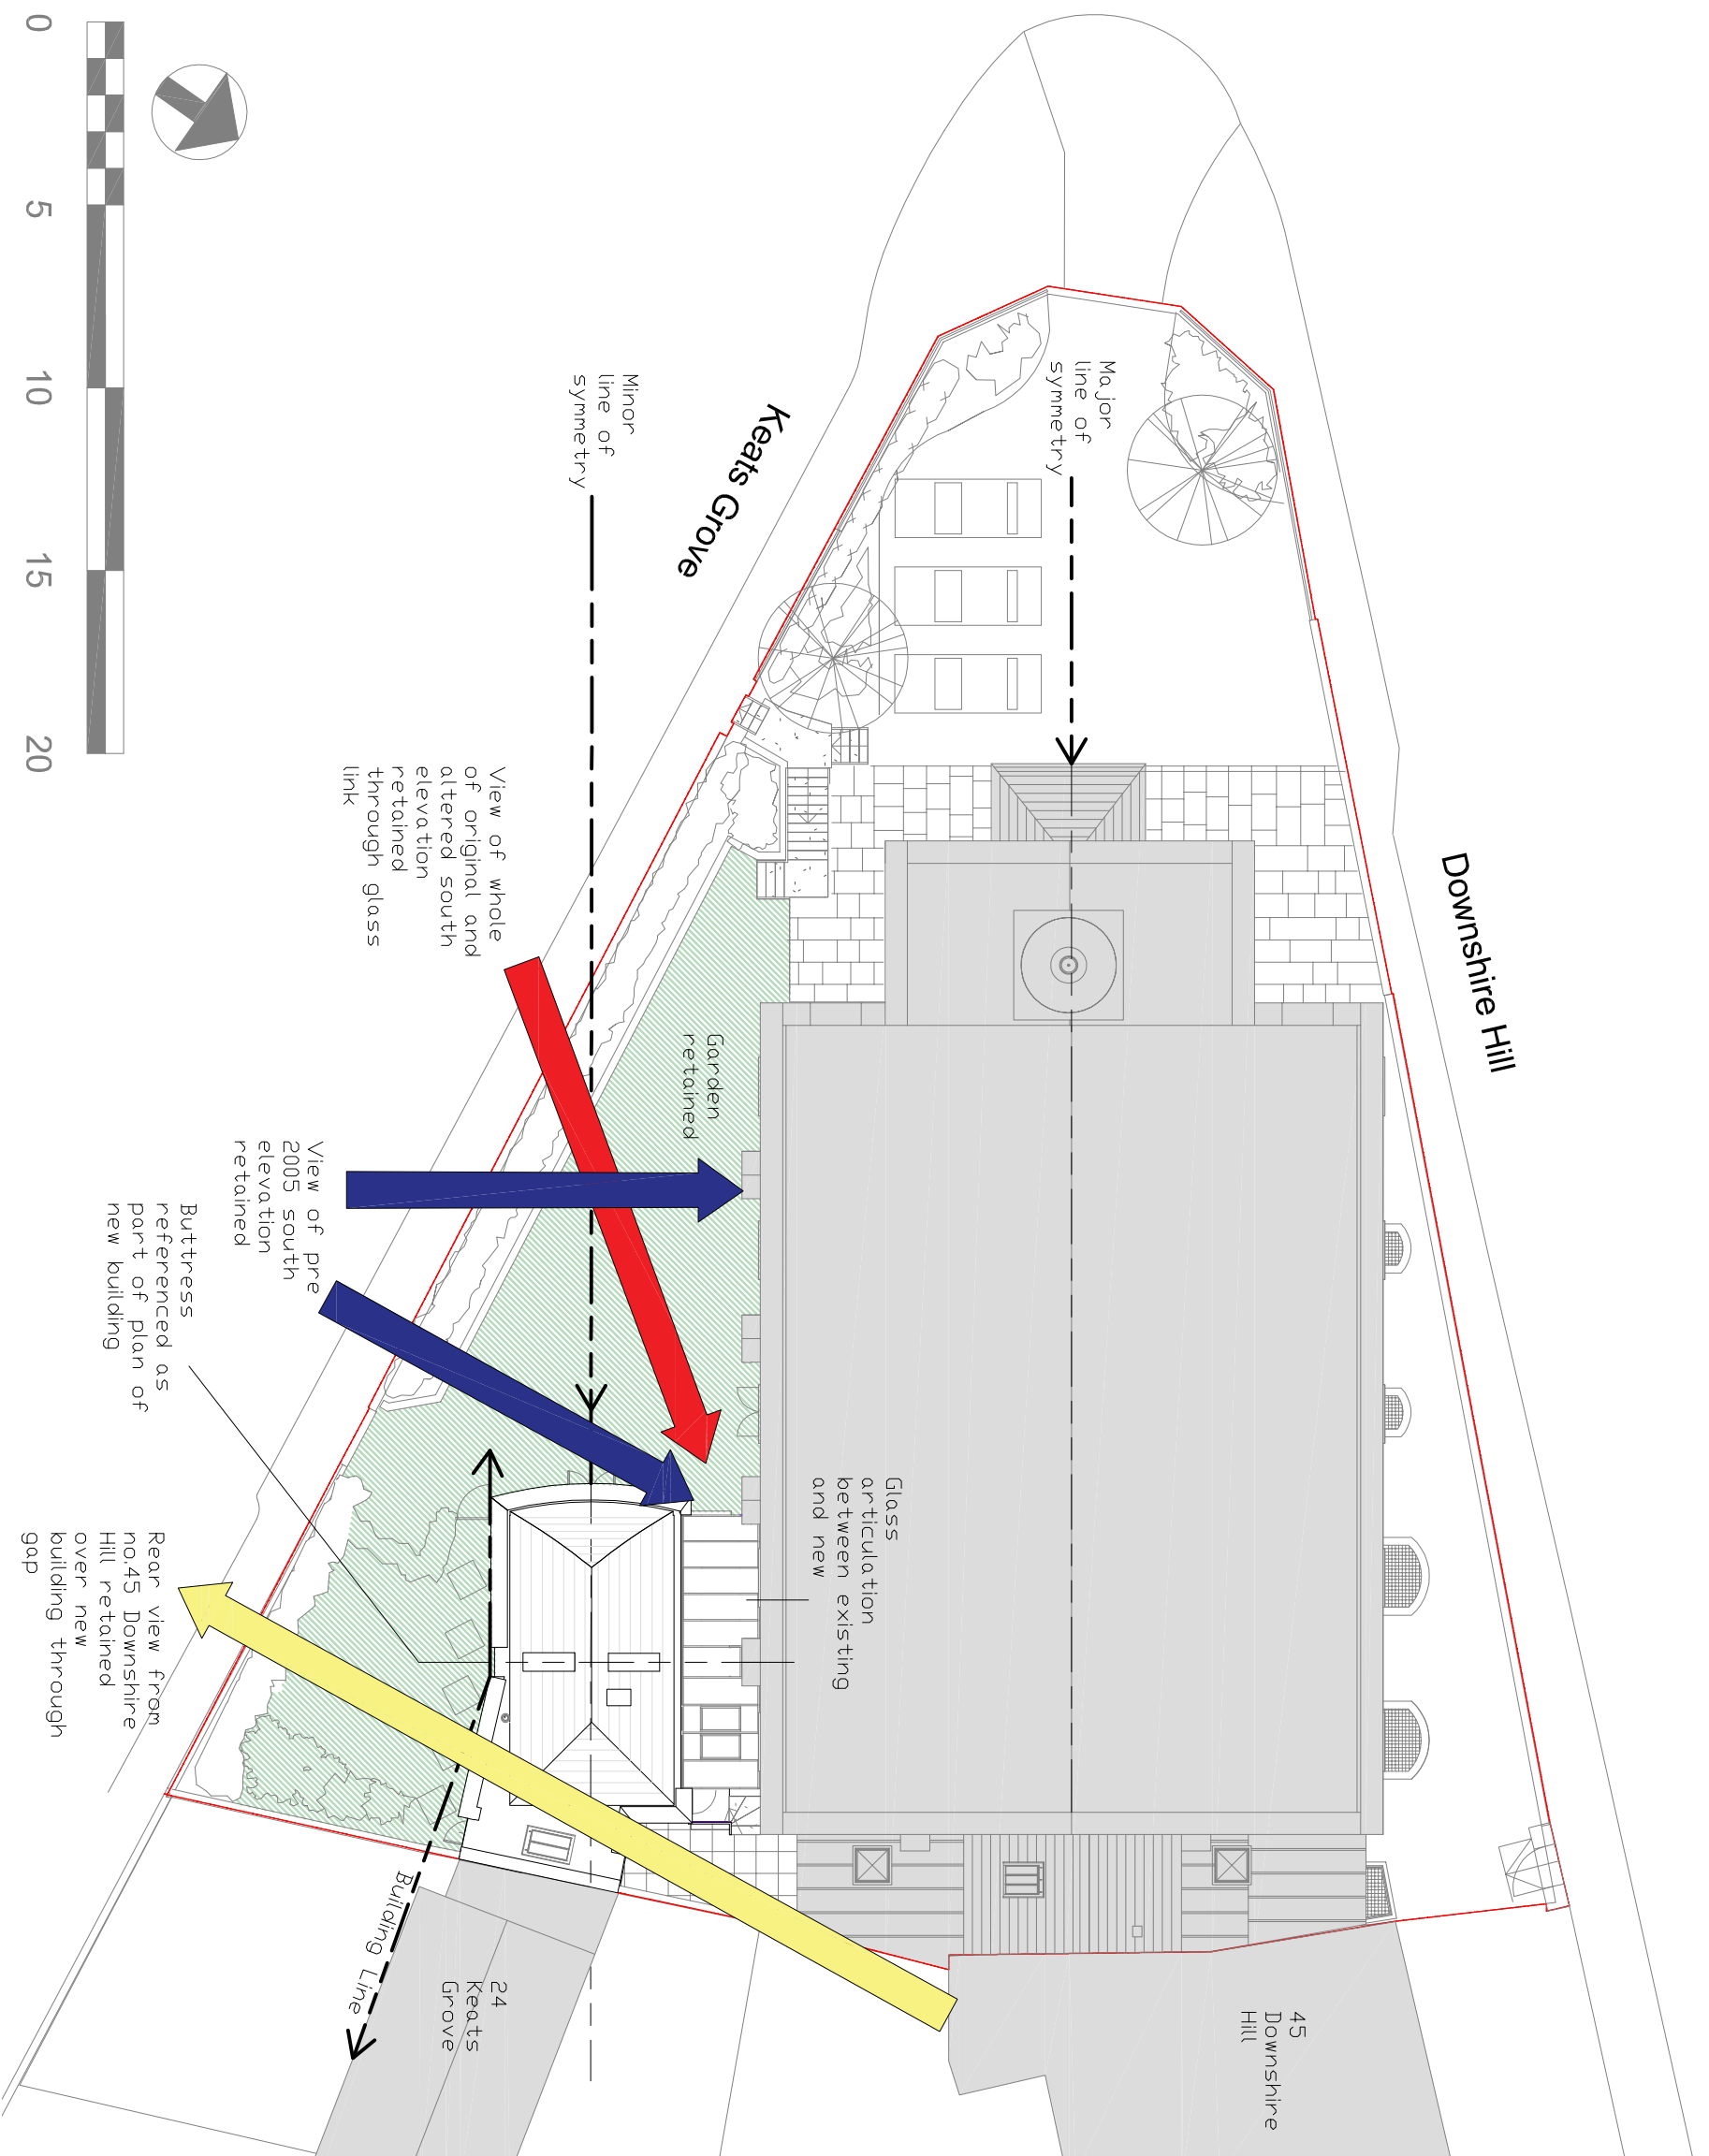 0
5
10
15
20
Major
line of
symmetry
Minor
line of
symmetry
Keats Grove
Downshire Hill
View of whole
of original and
altered south
elevation
retained
through glass
link
Garden
retained
View of pre
2005 south
elevation
retained
Buttress
referenced as
part of plan of
new building
Glass
articulation
between existing
and new
Rear view from
no.45 Downshire
Hill retained
over new
building through
gap
Building Line
24
Keats
Grove
45
Downshire
Hill